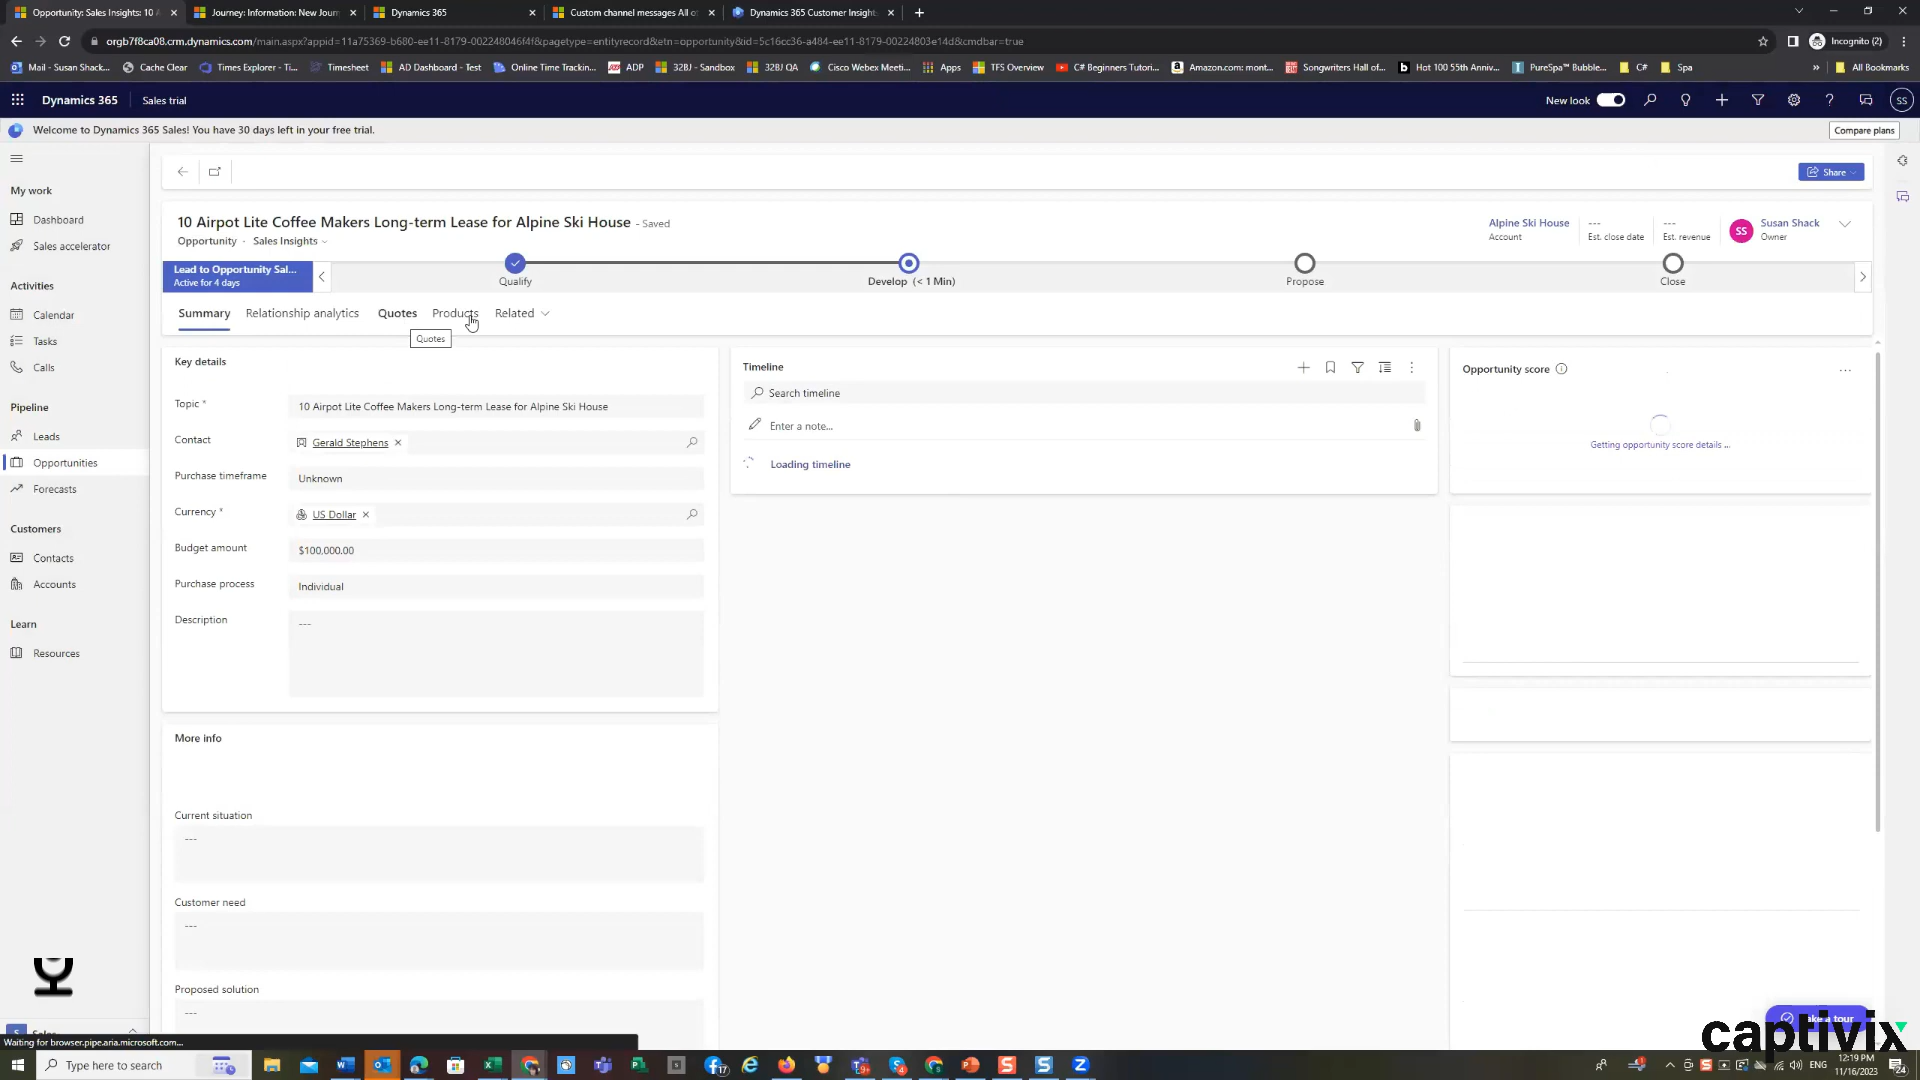 Opportunity: Sales Insights: 10 A
Journey: Information: New Journ
Dynamics 365
Custom channel messages All o
Dynamics 365 Customer Insight
orgb7f8ca08.crm.dynamics.com/main.aspx?appid=11a75369-b680-ee11-8179-002248046f4f&pagetype=entityrecord&etn=opportunity&id=5c16cc36-a484-ee11-8179-00224803e14d&cmdbar=true
Incognito (2)
Mail - Susan Shack...
Cache Clear
Times Explorer - Ti...
Timesheet
AD Dashboard - Test
Online Time Trackin...
ADP
32BJ - Sandbox
32BJ QA
Cisco Webex Meeti...
Apps
TFS Overview
C# Beginners Tutori...
Amazon.com: mont...
Songwriters Hall of...
Hot 100 55th Anniv...
PureSpa™ Bubble...
C#
Spa
»
All Bookmarks
Dynamics 365
Sales trial
New look
SS
Welcome to Dynamics 365 Sales! You have 30 days left in your free trial.
Compare plans
My work
Dashboard
Sales accelerator
Activities
Calendar
Tasks
Calls
Pipeline
Leads
Opportunities
Forecasts
Customers
Contacts
Accounts
Learn
Resources
Share
10 Airpot Lite Coffee Makers Long-term Lease for Alpine Ski House - Saved
Opportunity · Sales Insights
Alpine Ski House
Account
---
Est. close date
---
Est. revenue
SS
Susan Shack
Owner
Lead to Opportunity Sal...
Active for 4 days
Qualify
Develop (< 1 Min)
Propose
Close
Summary
Relationship analytics
Quotes
Products
Related
Quotes
Key details
Topic *
10 Airpot Lite Coffee Makers Long-term Lease for Alpine Ski House
Contact
Gerald Stephens
Purchase timeframe
Unknown
Currency *
US Dollar
Budget amount
$100,000.00
Purchase process
Individual
Description
---
More info
Current situation
---
Customer need
---
Proposed solution
---
Timeline
Search timeline
Enter a note...
Loading timeline
Opportunity score
Getting opportunity score details ...
Waiting for browser.pipe.aria.microsoft.com...
captivix
Type here to search
17
9+
ENG
12:19 PM
11/16/2023
24